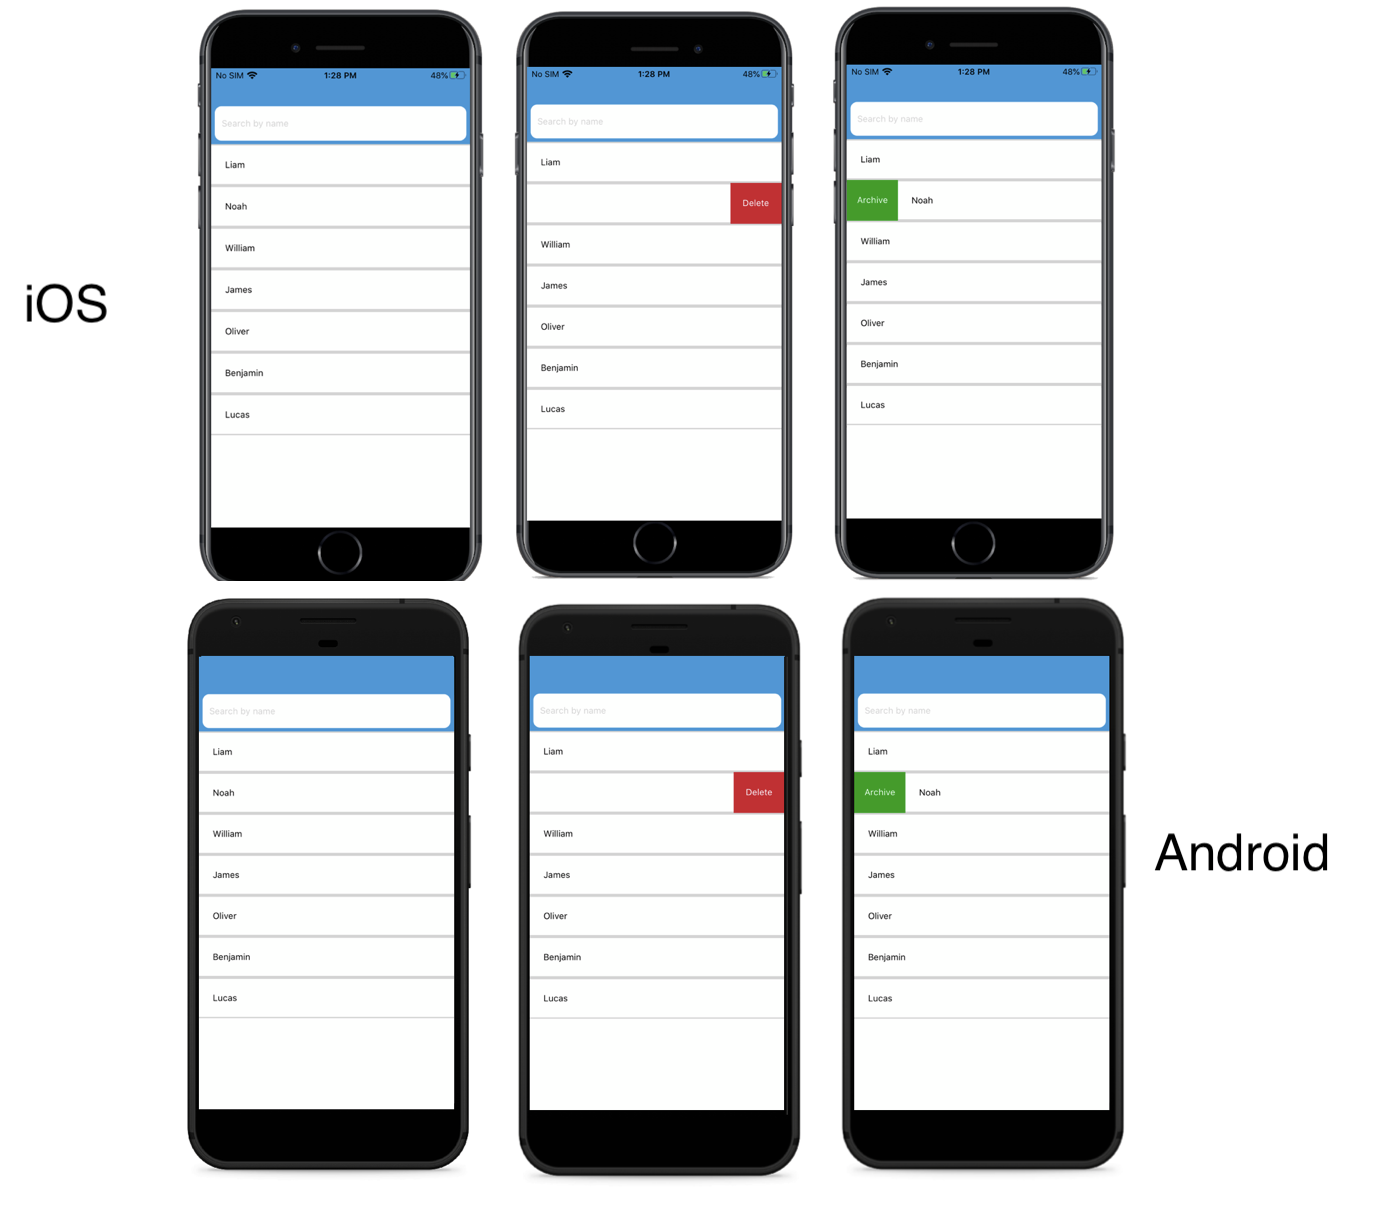 iOS
No SIM 1:28 PM 48%
Search by name
Liam
Noah
William
James
Oliver
Benjamin
Lucas
No SIM 1:28 PM 48%
Search by name
Liam
Delete
William
James
Oliver
Benjamin
Lucas
No SIM 1:28 PM 48%
Search by name
Liam
Archive Noah
William
James
Oliver
Benjamin
Lucas
Search by name
Liam
Noah
William
James
Oliver
Benjamin
Lucas
Search by name
Liam
Delete
William
James
Oliver
Benjamin
Lucas
Search by name
Liam
Archive Noah
William
James
Oliver
Benjamin
Lucas
Android